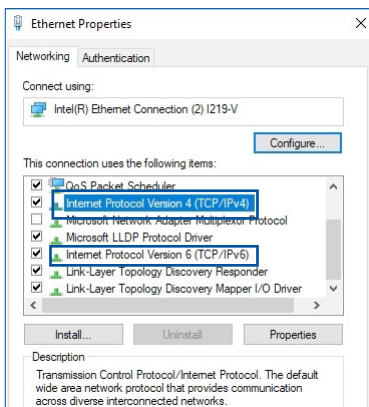 Ethernet Properties
Networking Authentication
Connect using:
Intel(R) Ethernet Connection (2) I219-V
Configure...
This connection uses the following items:
QoS Packet Scheduler
Internet Protocol Version 4 (TCP/IPv4)
Microsoft Network Adapter Multiplexor Protocol
Microsoft LLDP Protocol Driver
Internet Protocol Version 6 (TCP/IPv6)
Link-Layer Topology Discovery Responder
Link-Layer Topology Discovery Mapper I/O Driver
Install... Uninstall Properties
Description
Transmission Control Protocol/Internet Protocol. The default
wide area network protocol that provides communication
across diverse interconnected networks.